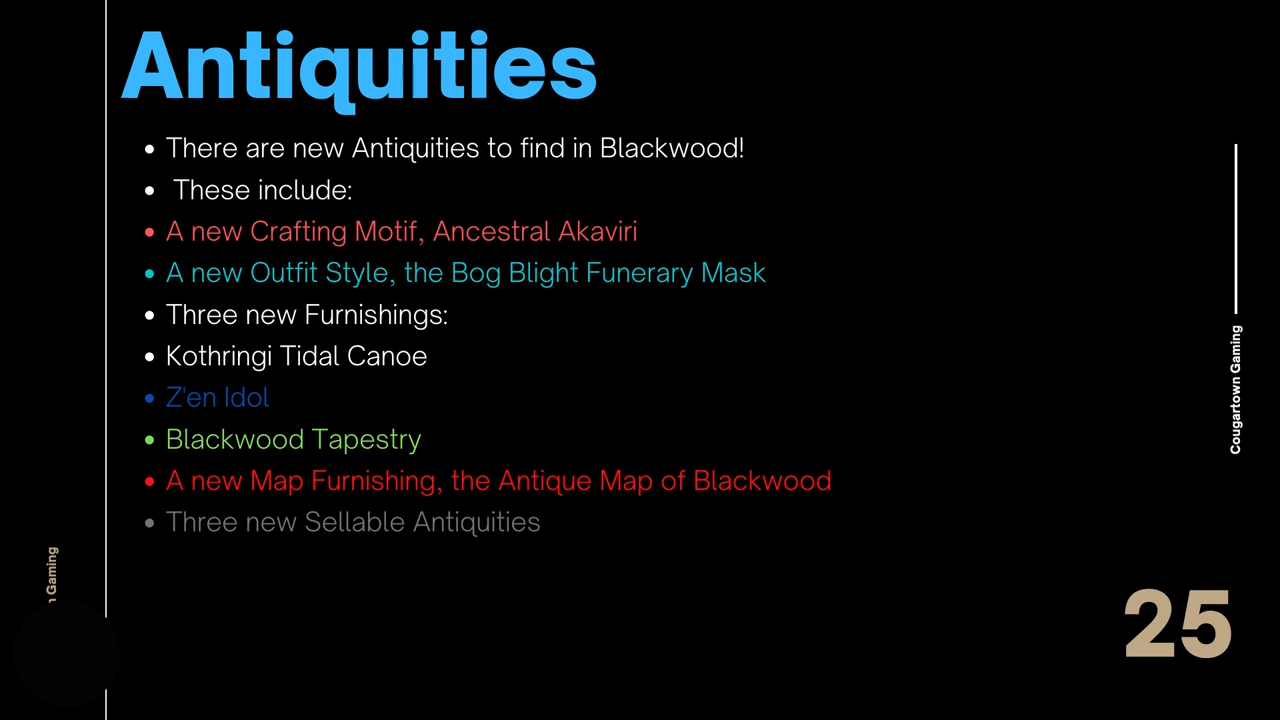 Antiquities
• There are new Antiquities to find in Blackwood!
• These include:
• A new Crafting Motif, Ancestral Akaviri
• A new Outfit Style, the Bog Blight Funerary Mask
• Three new Furnishings:
• Kothringi Tidal Canoe
• Z'en Idol
• Blackwood Tapestry
• A new Map Furnishing, the Antique Map of Blackwood
• Three new Sellable Antiquities
Cougartown Gaming
Gaming
25